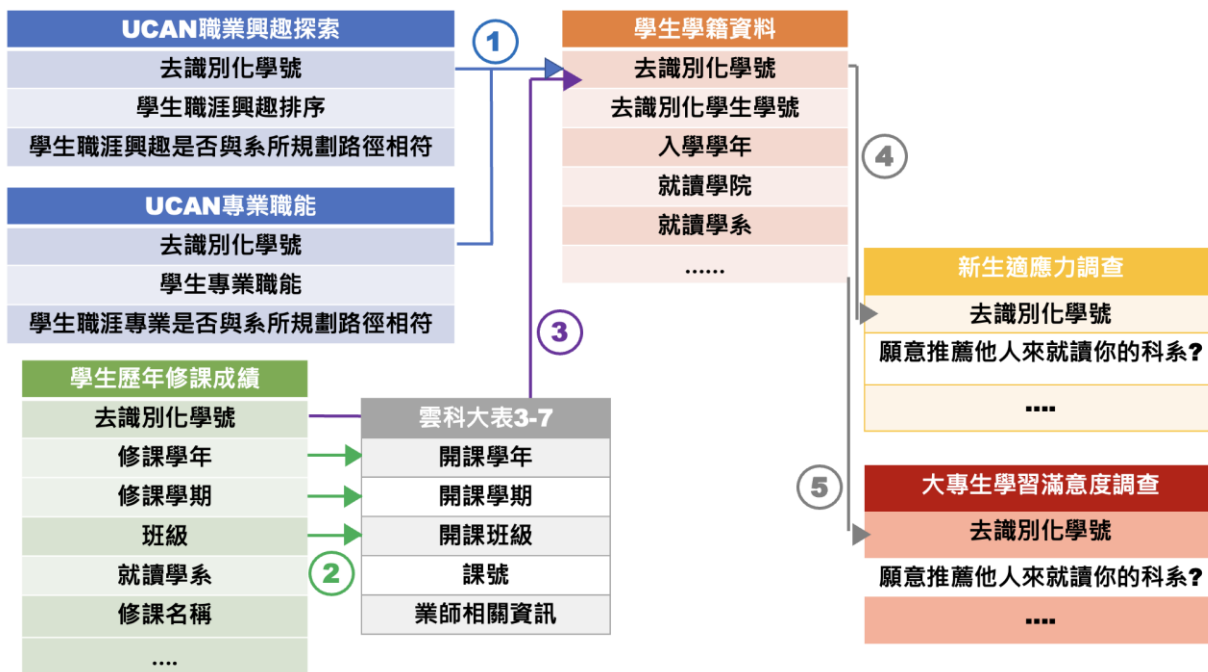 UCAN職業興趣探索
去識別化學號
學生職涯興趣排序
學生職涯興趣是否與系所規劃路徑相符
1
UCAN專業職能
去識別化學號
學生專業職能
學生職涯專業是否與系所規劃路徑相符
學生歷年修課成績
去識別化學號
修課學年
修課學期
班級
就讀學系
修課名稱
....
2
雲科大表3-7
開課學年
開課學期
開課班級
課號
業師相關資訊
3
學生學籍資料
去識別化學號
去識別化學生學號
入學學年
就讀學院
就讀學系
......
4
新生適應力調查
去識別化學號
願意推薦他人來就讀你的科系?
....
5
大專生學習滿意度調查
去識別化學號
願意推薦他人來就讀你的科系?
....